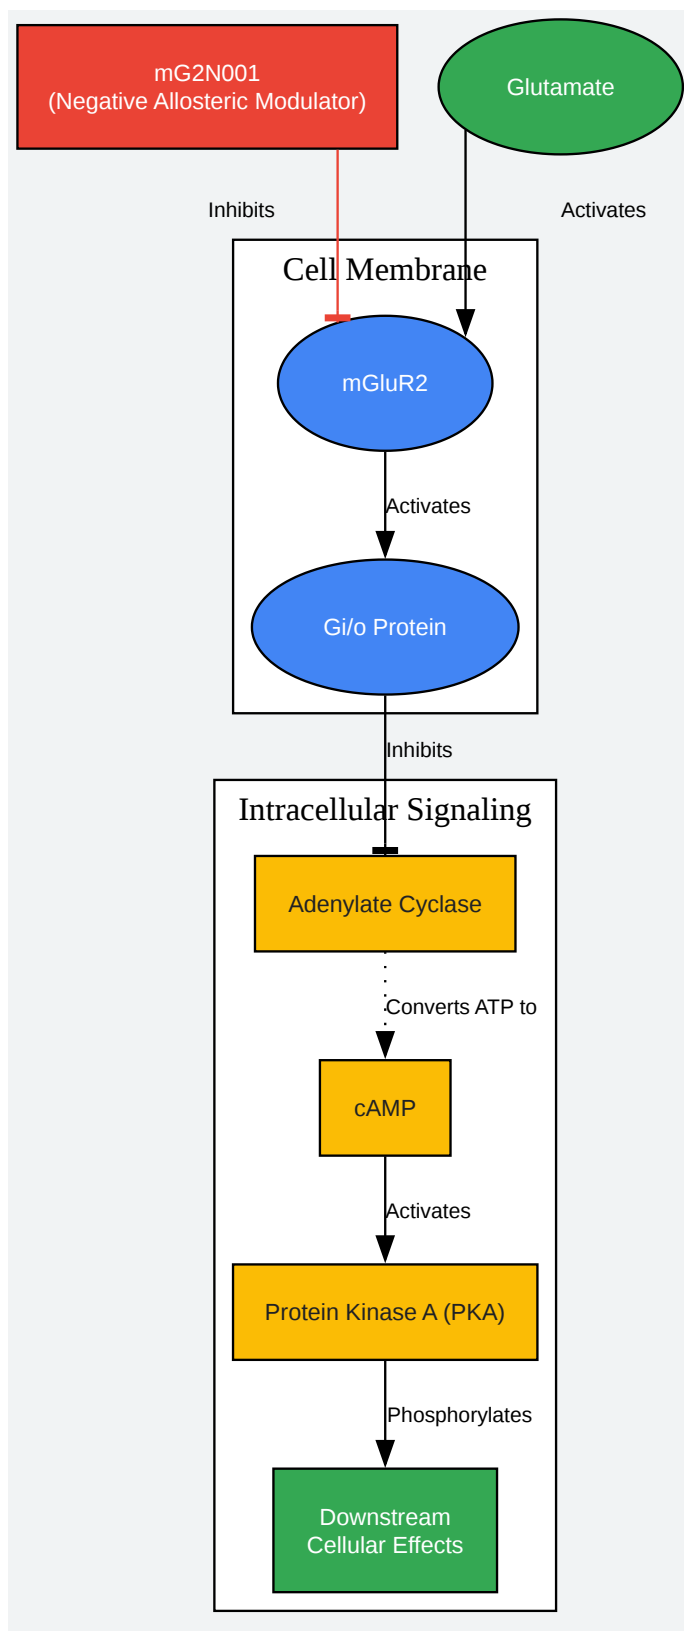 mG2N001
(Negative Allosteric Modulator)
Glutamate
Inhibits
Activates
Cell Membrane
mGluR2
Activates
Gi/o Protein
Inhibits
Intracellular Signaling
Adenylate Cyclase
Converts ATP to
cAMP
Activates
Protein Kinase A (PKA)
Phosphorylates
Downstream
Cellular Effects